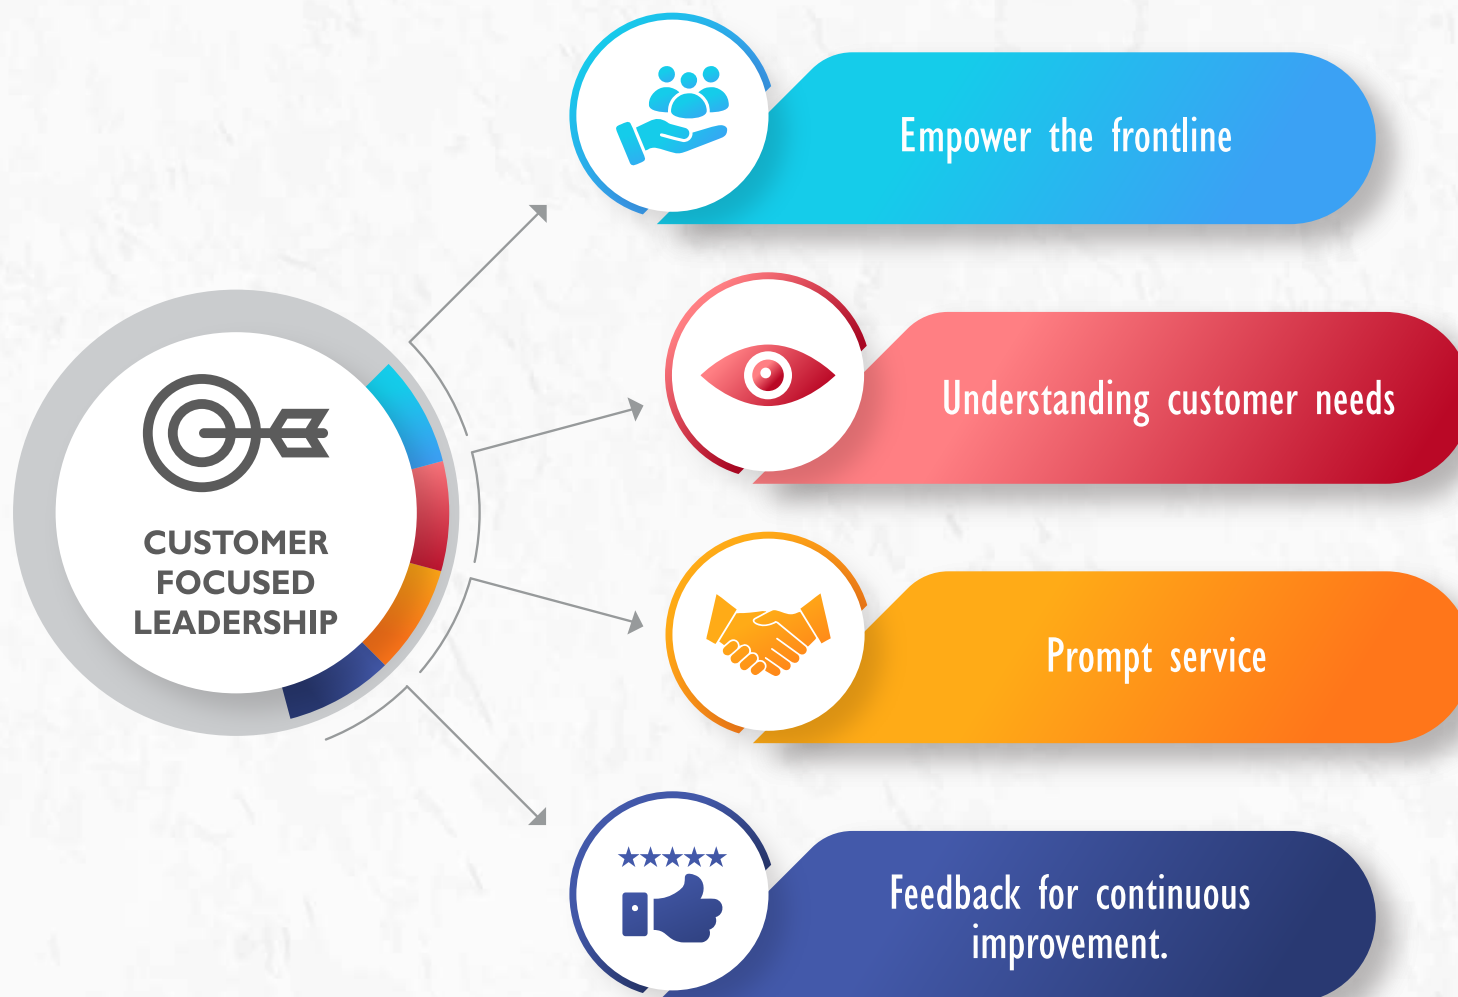 CUSTOMER
FOCUSED
LEADERSHIP
Empower the frontline
Understanding customer needs
Prompt service
Feedback for continuous
improvement.